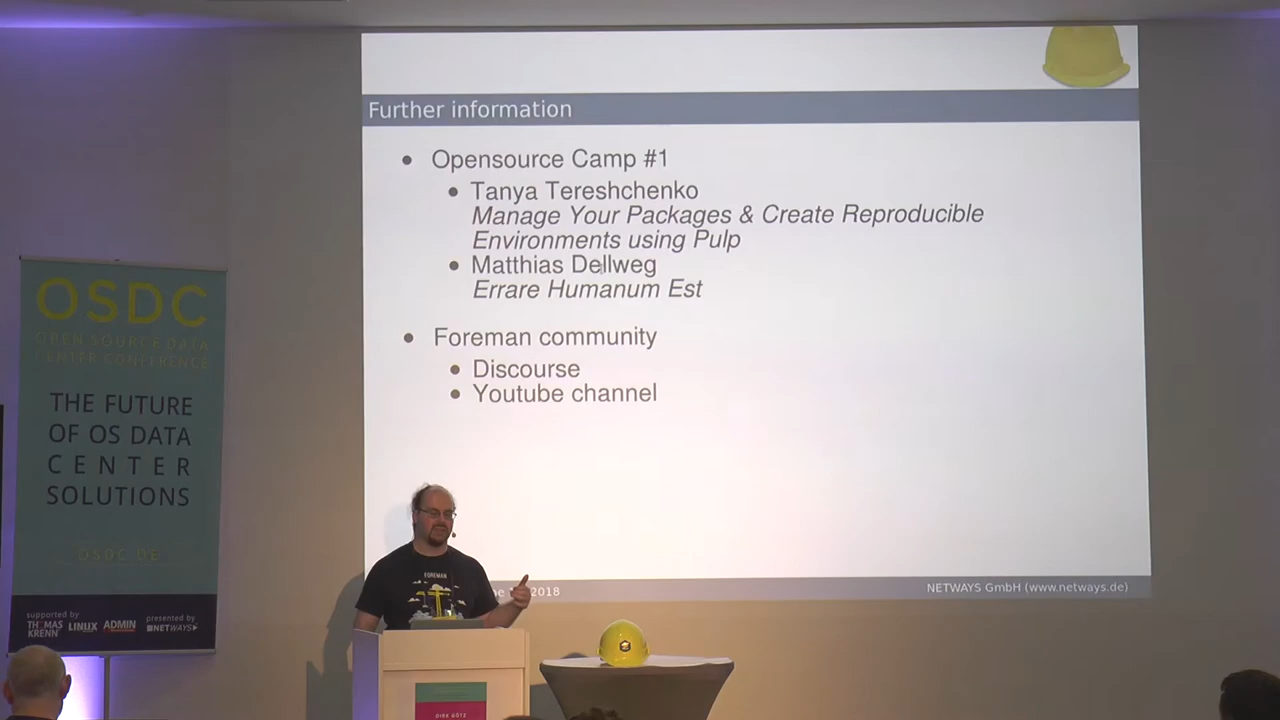 Further information
Opensource Camp #1
Tanya Tereshchenko
Manage Your Packages & Create Reproducible
Environments using Pulp
Matthias Dellweg
Errare Humanum Est
Foreman community
Discourse
Youtube channel
2018
NETWAYS GmbH (www.netways.de)
OSDC
OPEN SOURCE DATA
CENTER CONFERENCE
THE FUTURE
OF OS DATA
CENTER
SOLUTIONS
OSDC.DE
supported by
THOMAS
KRENN
LINUX
ADMIN
presented by
NETWAYS
FOREMAN
DIRK GÖTZ